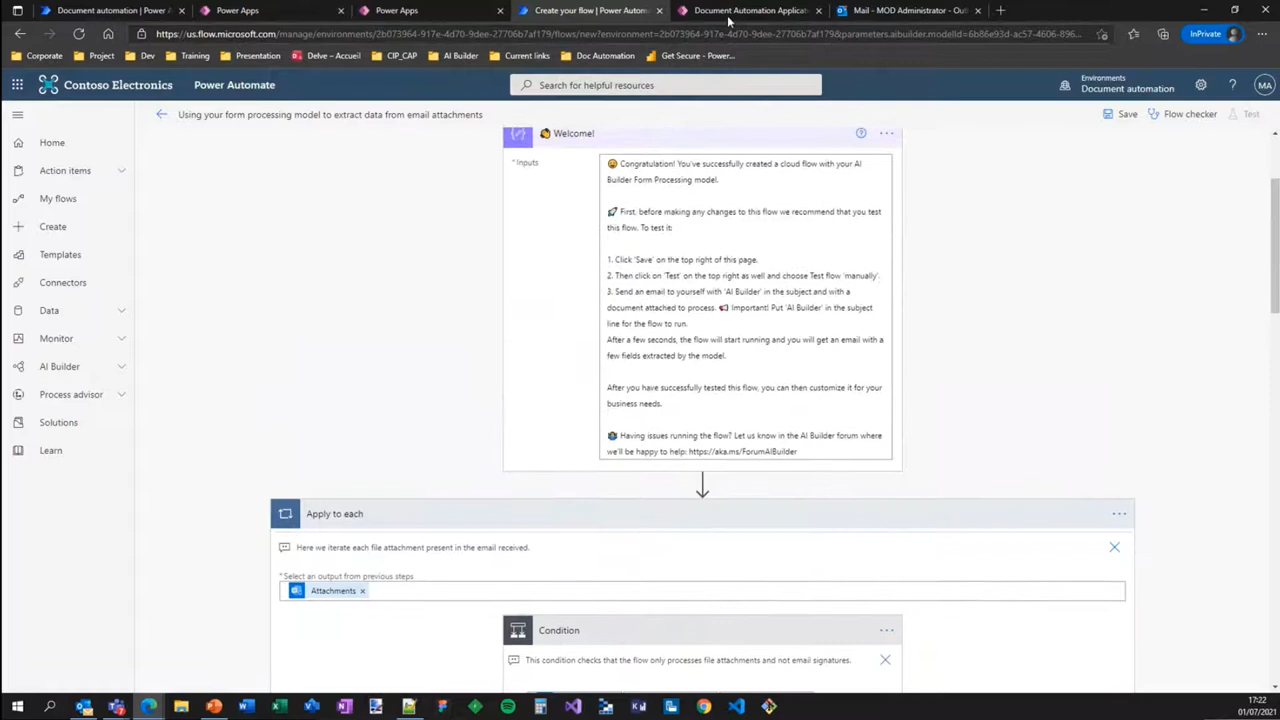 Document automation | Power A
Power Apps
Power Apps
Create your flow | Power Autom
Document Automation Applicati
Mail - MOD Administrator - Outl
https://us.flow.microsoft.com/manage/environments/2b073964-917e-4d70-9dee-27276e47af179/flows/new?environment=2b073964-917e-4d70-9dee-27276e47af179&parameters.aibuilder.modelId=6b86e93d-ac57-4606-896...
InPrivate
Corporate
Project
Dev
Training
Presentation
Delve – Accueil
CIP_CAP
AI Builder
Current links
Doc Automation
Get Secure - Power...
Contoso Electronics
Power Automate
Search for helpful resources
Environments
Document automation
MA
Using your form processing model to extract data from email attachments
Save
Flow checker
Test
Home
Action items
My flows
Create
Templates
Connectors
Data
Monitor
AI Builder
Process advisor
Solutions
Learn
Welcome!
* Inputs
Congratulation! You've successfully created a cloud flow with your AI
Builder Form Processing model.
First, before making any changes to this flow we recommend that you test
this flow. To test it:
1. Click 'Save' on the top right of this page.
2. Then click on 'Test' on the top right as well and choose Test flow 'manually'.
3. Send an email to yourself with 'AI Builder' in the subject and with a
document attached to process. 📢 Important! Put 'AI Builder' in the subject
line for the flow to run.
After a few seconds, the flow will start running and you will get an email with a
few fields extracted by the model.
After you have successfully tested this flow, you can then customize it for your
business needs.
Having issues running the flow? Let us know in the AI Builder forum where
we'll be happy to help: https://aka.ms/ForumAIBuilder
Apply to each
Here we iterate each file attachment present in the email received.
* Select an output from previous steps
Attachments
Condition
This condition checks that the flow only processes file attachments and not email signatures.
17:22
01/07/2021